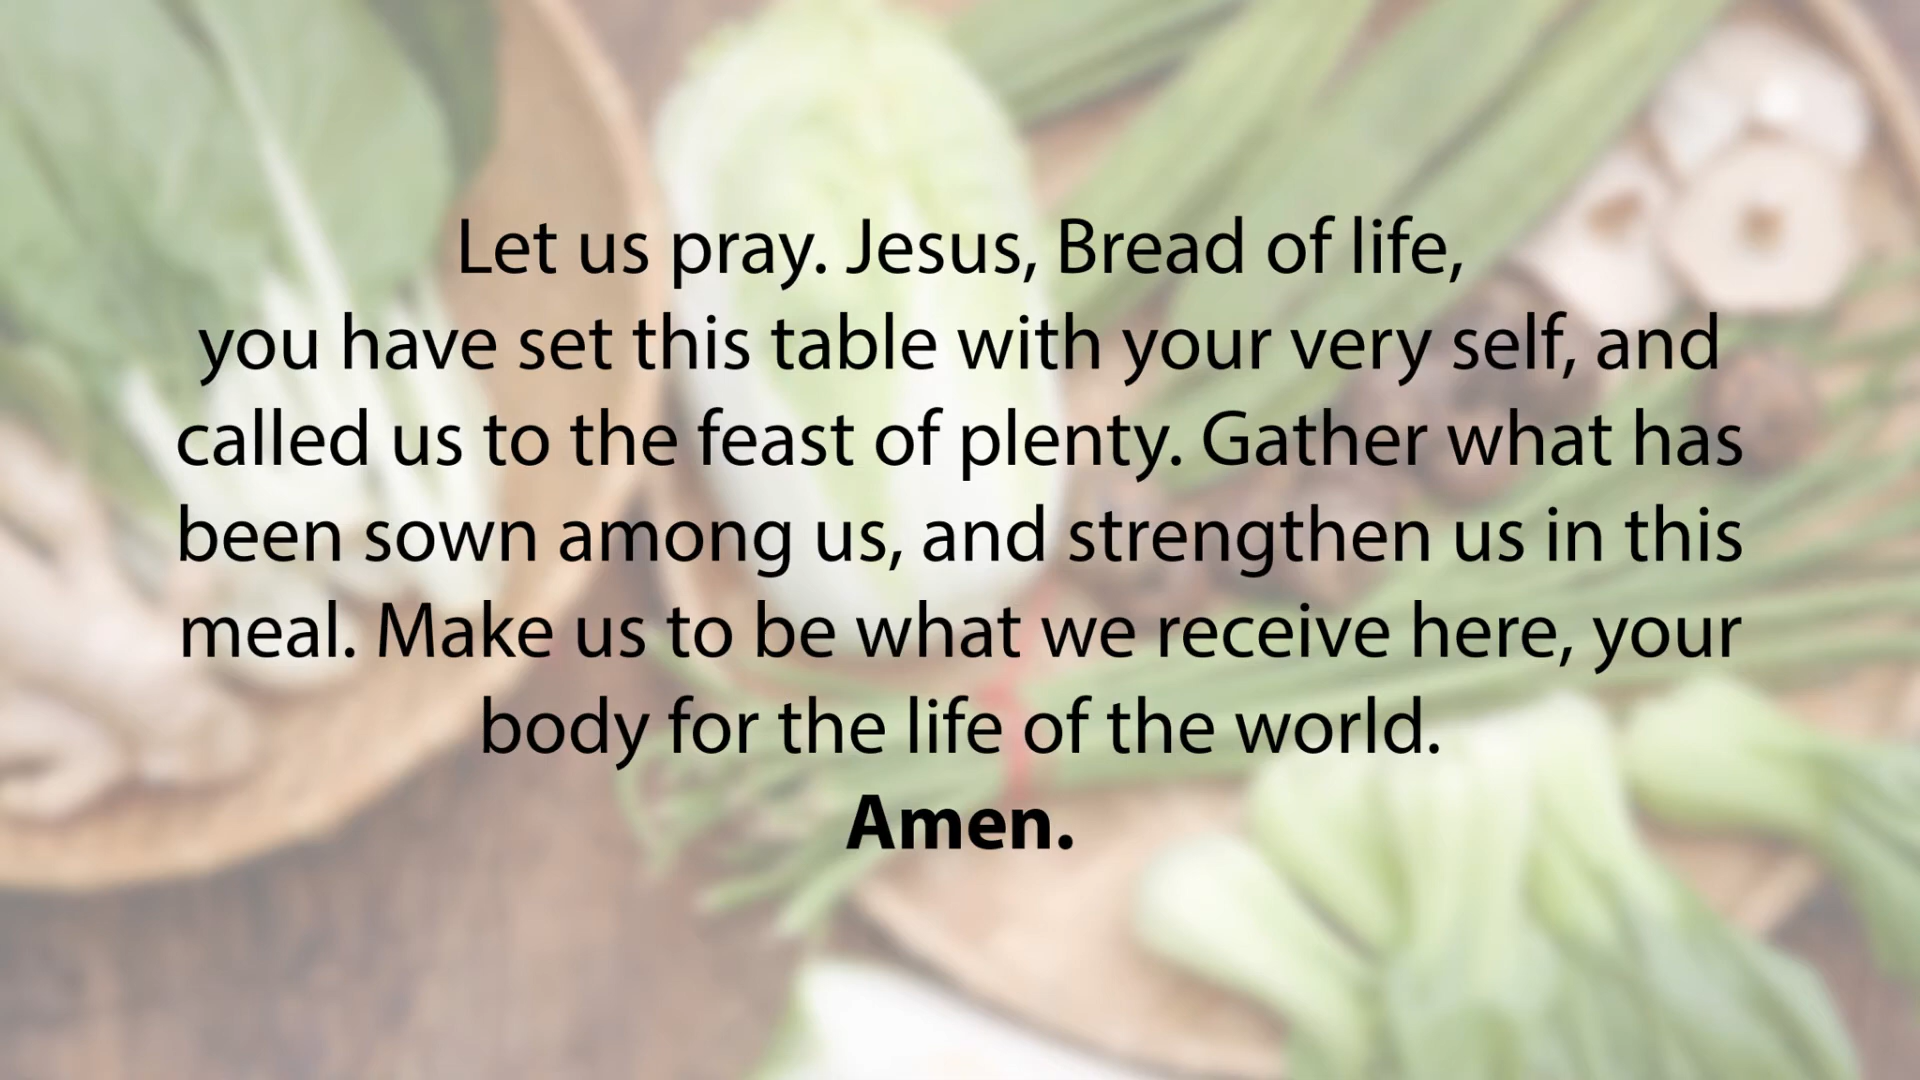 Let us pray. Jesus, Bread of life,
you have set this table with your very self, and
called us to the feast of plenty. Gather what has
been sown among us, and strengthen us in this
meal. Make us to be what we receive here, your
body for the life of the world.
Amen.